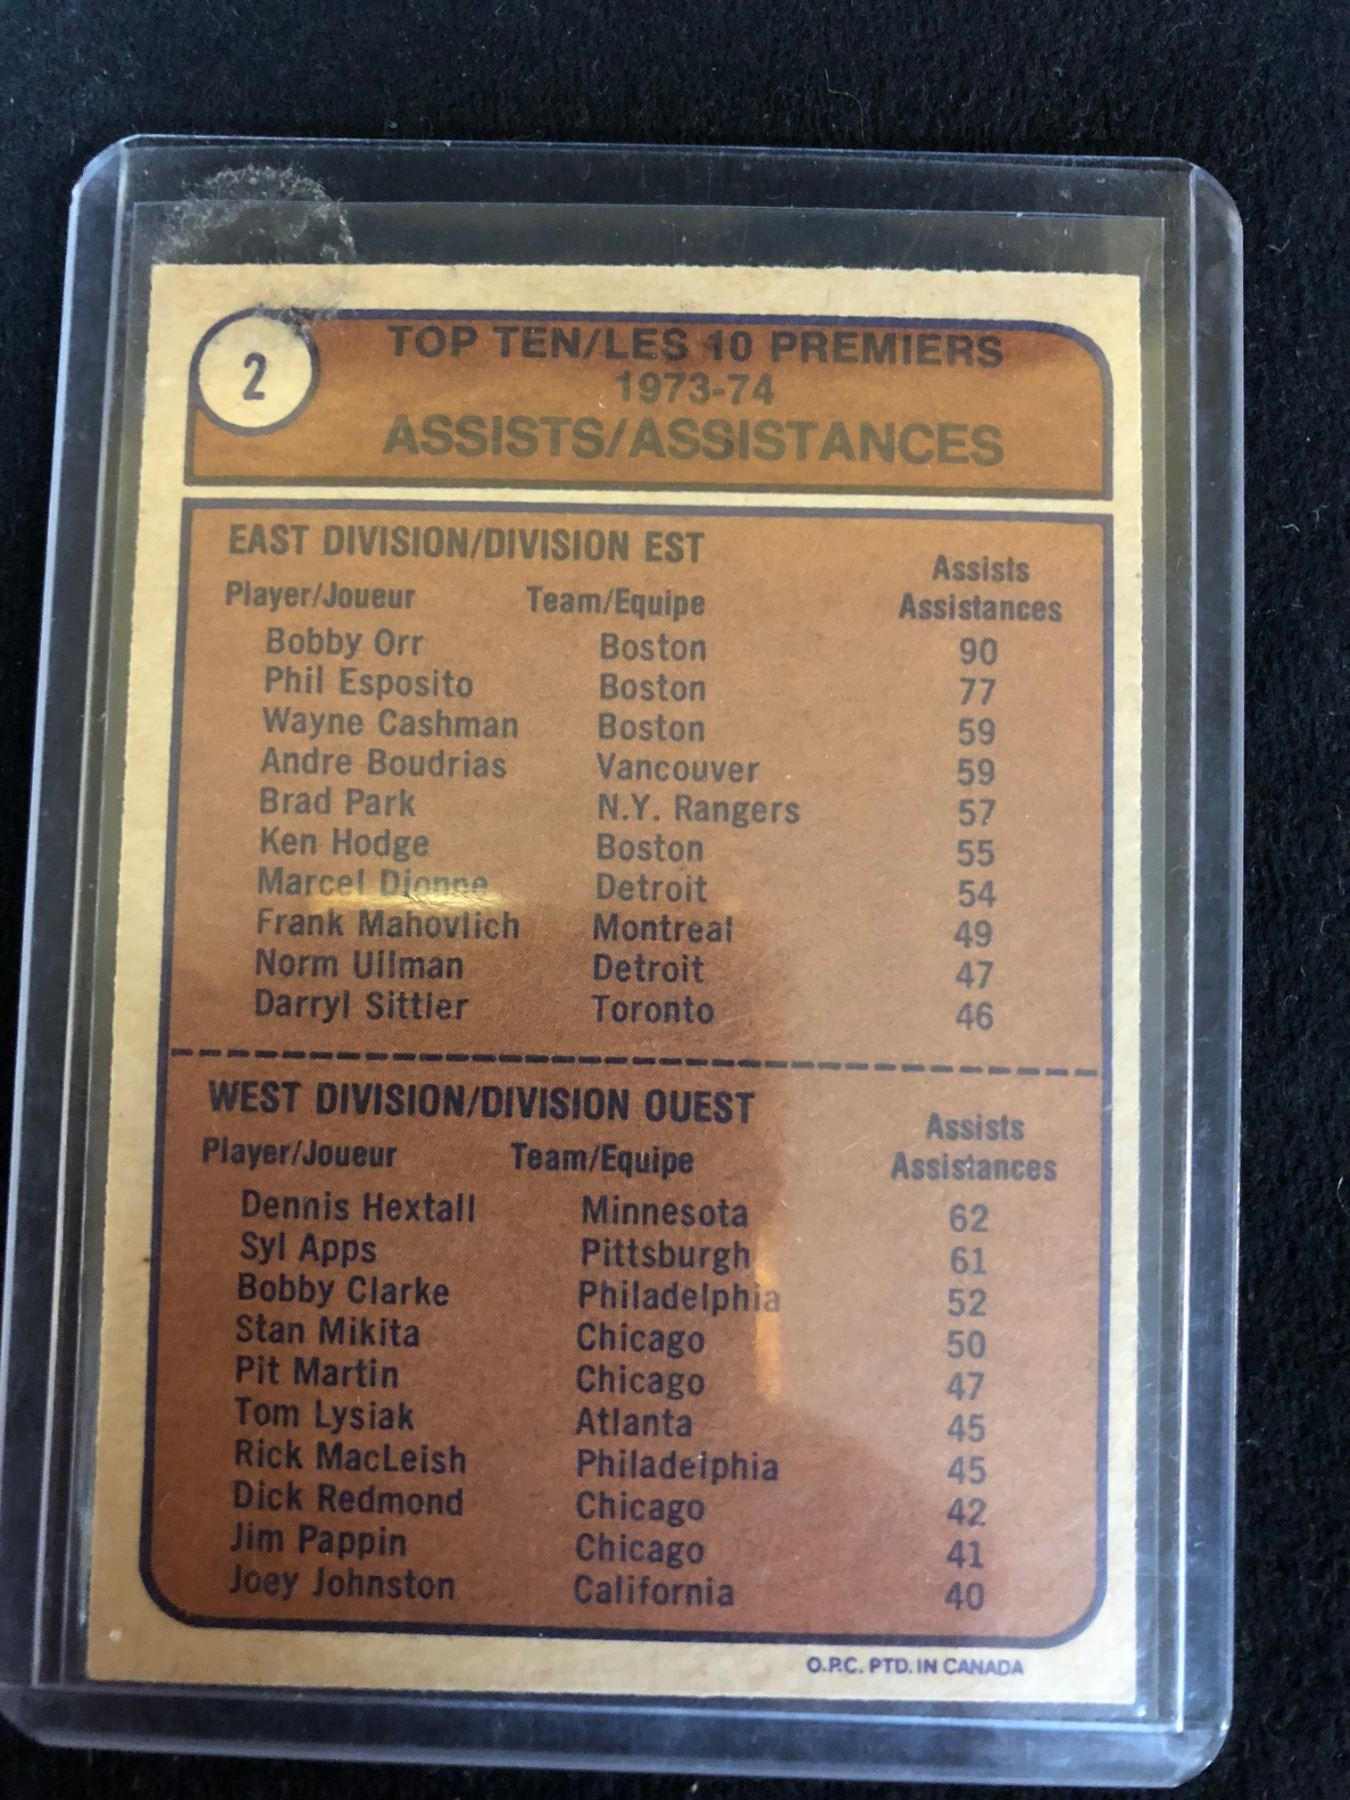 2
TOP TEN/LES 10 PREMIERS
1973-74
ASSISTS/ASSISTANCES
EAST DIVISION/DIVISION EST
Player/Joueur Team/Equipe Assists Assistances
Bobby Orr Boston 90
Phil Esposito Boston 77
Wayne Cashman Boston 59
Andre Boudrias Vancouver 59
Brad Park N.Y. Rangers 57
Ken Hodge Boston 55
Marcel Dionne Detroit 54
Frank Mahovlich Montreal 49
Norm Ullman Detroit 47
Darryl Sittler Toronto 46
WEST DIVISION/DIVISION OUEST
Player/Joueur Team/Equipe Assists Assistances
Dennis Hextall Minnesota 62
Syl Apps Pittsburgh 61
Bobby Clarke Philadelphia 52
Stan Mikita Chicago 50
Pit Martin Chicago 47
Tom Lysiak Atlanta 45
Rick MacLeish Philadelphia 45
Dick Redmond Chicago 42
Jim Pappin Chicago 41
Joey Johnston California 40
O.P.C. PTD. IN CANADA